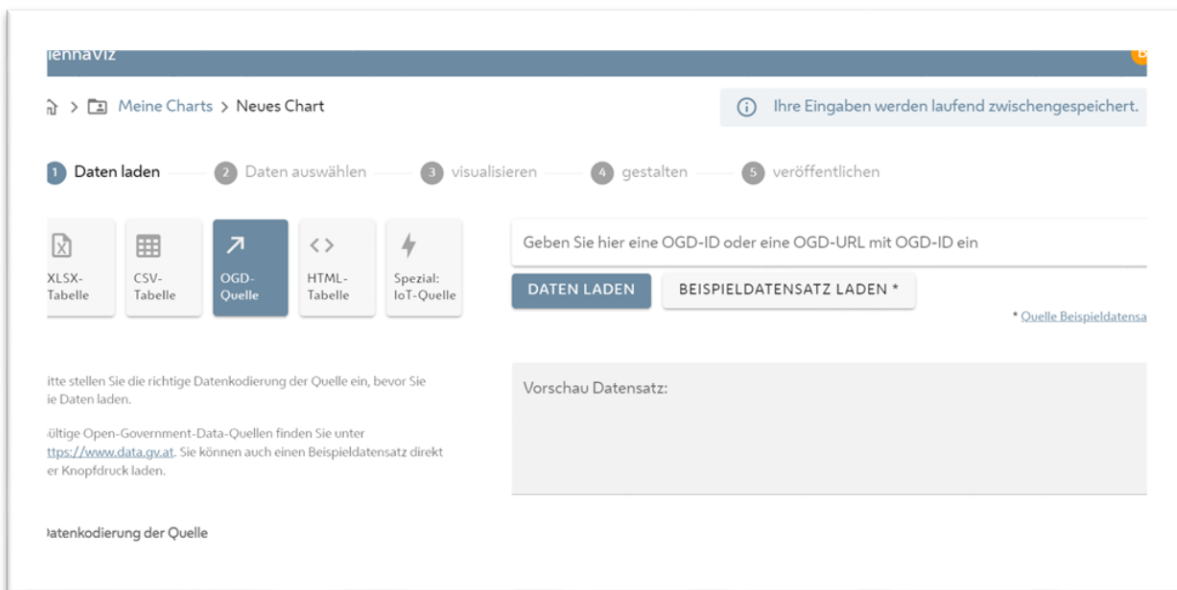 iennaViz
Meine Charts > Neues Chart
Ihre Eingaben werden laufend zwischengespeichert.
1 Daten laden
2 Daten auswählen
3 visualisieren
4 gestalten
5 veröffentlichen
XLSX-
Tabelle
CSV-
Tabelle
OGD-
Quelle
HTML-
Tabelle
Spezial:
IoT-Quelle
Geben Sie hier eine OGD-ID oder eine OGD-URL mit OGD-ID ein
DATEN LADEN
BEISPIELDATENSATZ LADEN *
* Quelle Beispieldatensa
itte stellen Sie die richtige Datenkodierung der Quelle ein, bevor Sie
ie Daten laden.
ültige Open-Government-Data-Quellen finden Sie unter
ttps://www.data.gv.at. Sie können auch einen Beispieldatensatz direkt
er Knopfdruck laden.
Vorschau Datensatz:
atenkodierung der Quelle